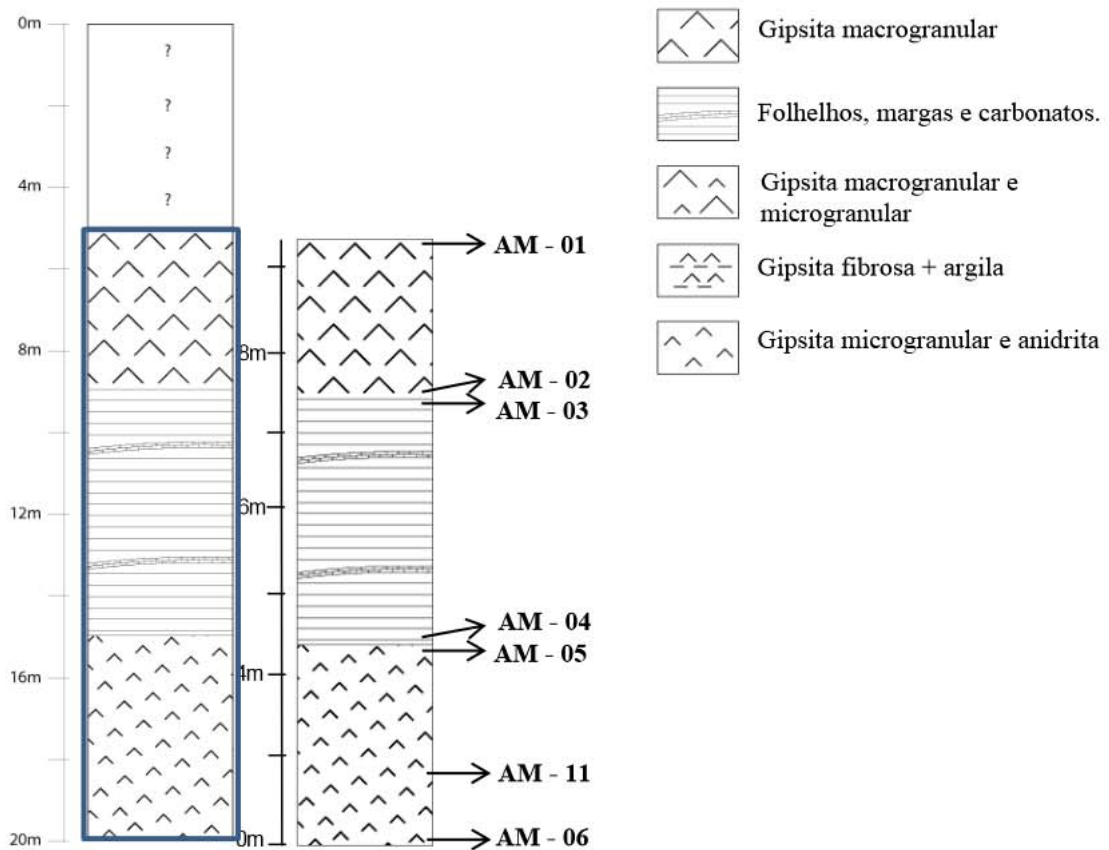 0m
4m
8m
12m
16m
20m
?
?
?
?
8m
6m
4m
0m
AM - 01
AM - 02
AM - 03
AM - 04
AM - 05
AM - 11
AM - 06
Gipsita macrogranular
Folhelhos, margas e carbonatos.
Gipsita macrogranular e
microgranular
Gipsita fibrosa + argila
Gipsita microgranular e anidrita